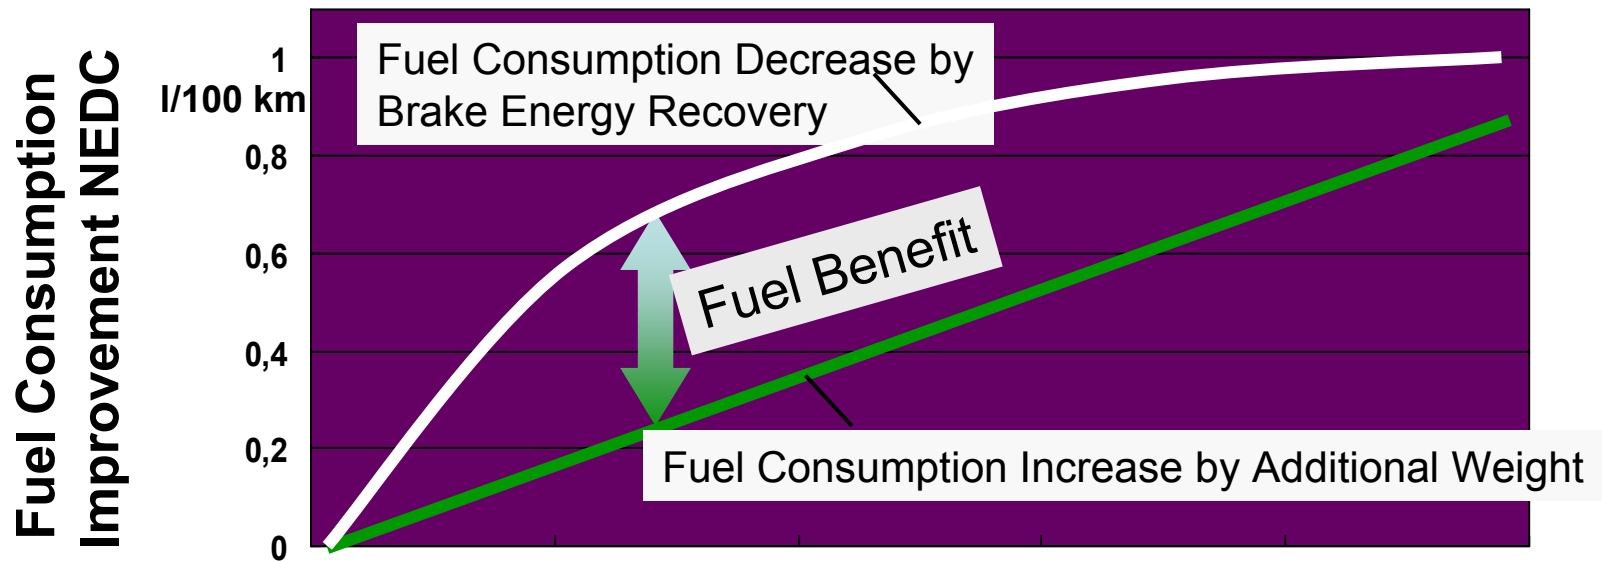 Fuel Consumption
Improvement NEDC
1
l/100 km
0,8
0,6
0,4
0,2
0
Fuel Consumption Decrease by
Brake Energy Recovery
Fuel Benefit
Fuel Consumption Increase by Additional Weight